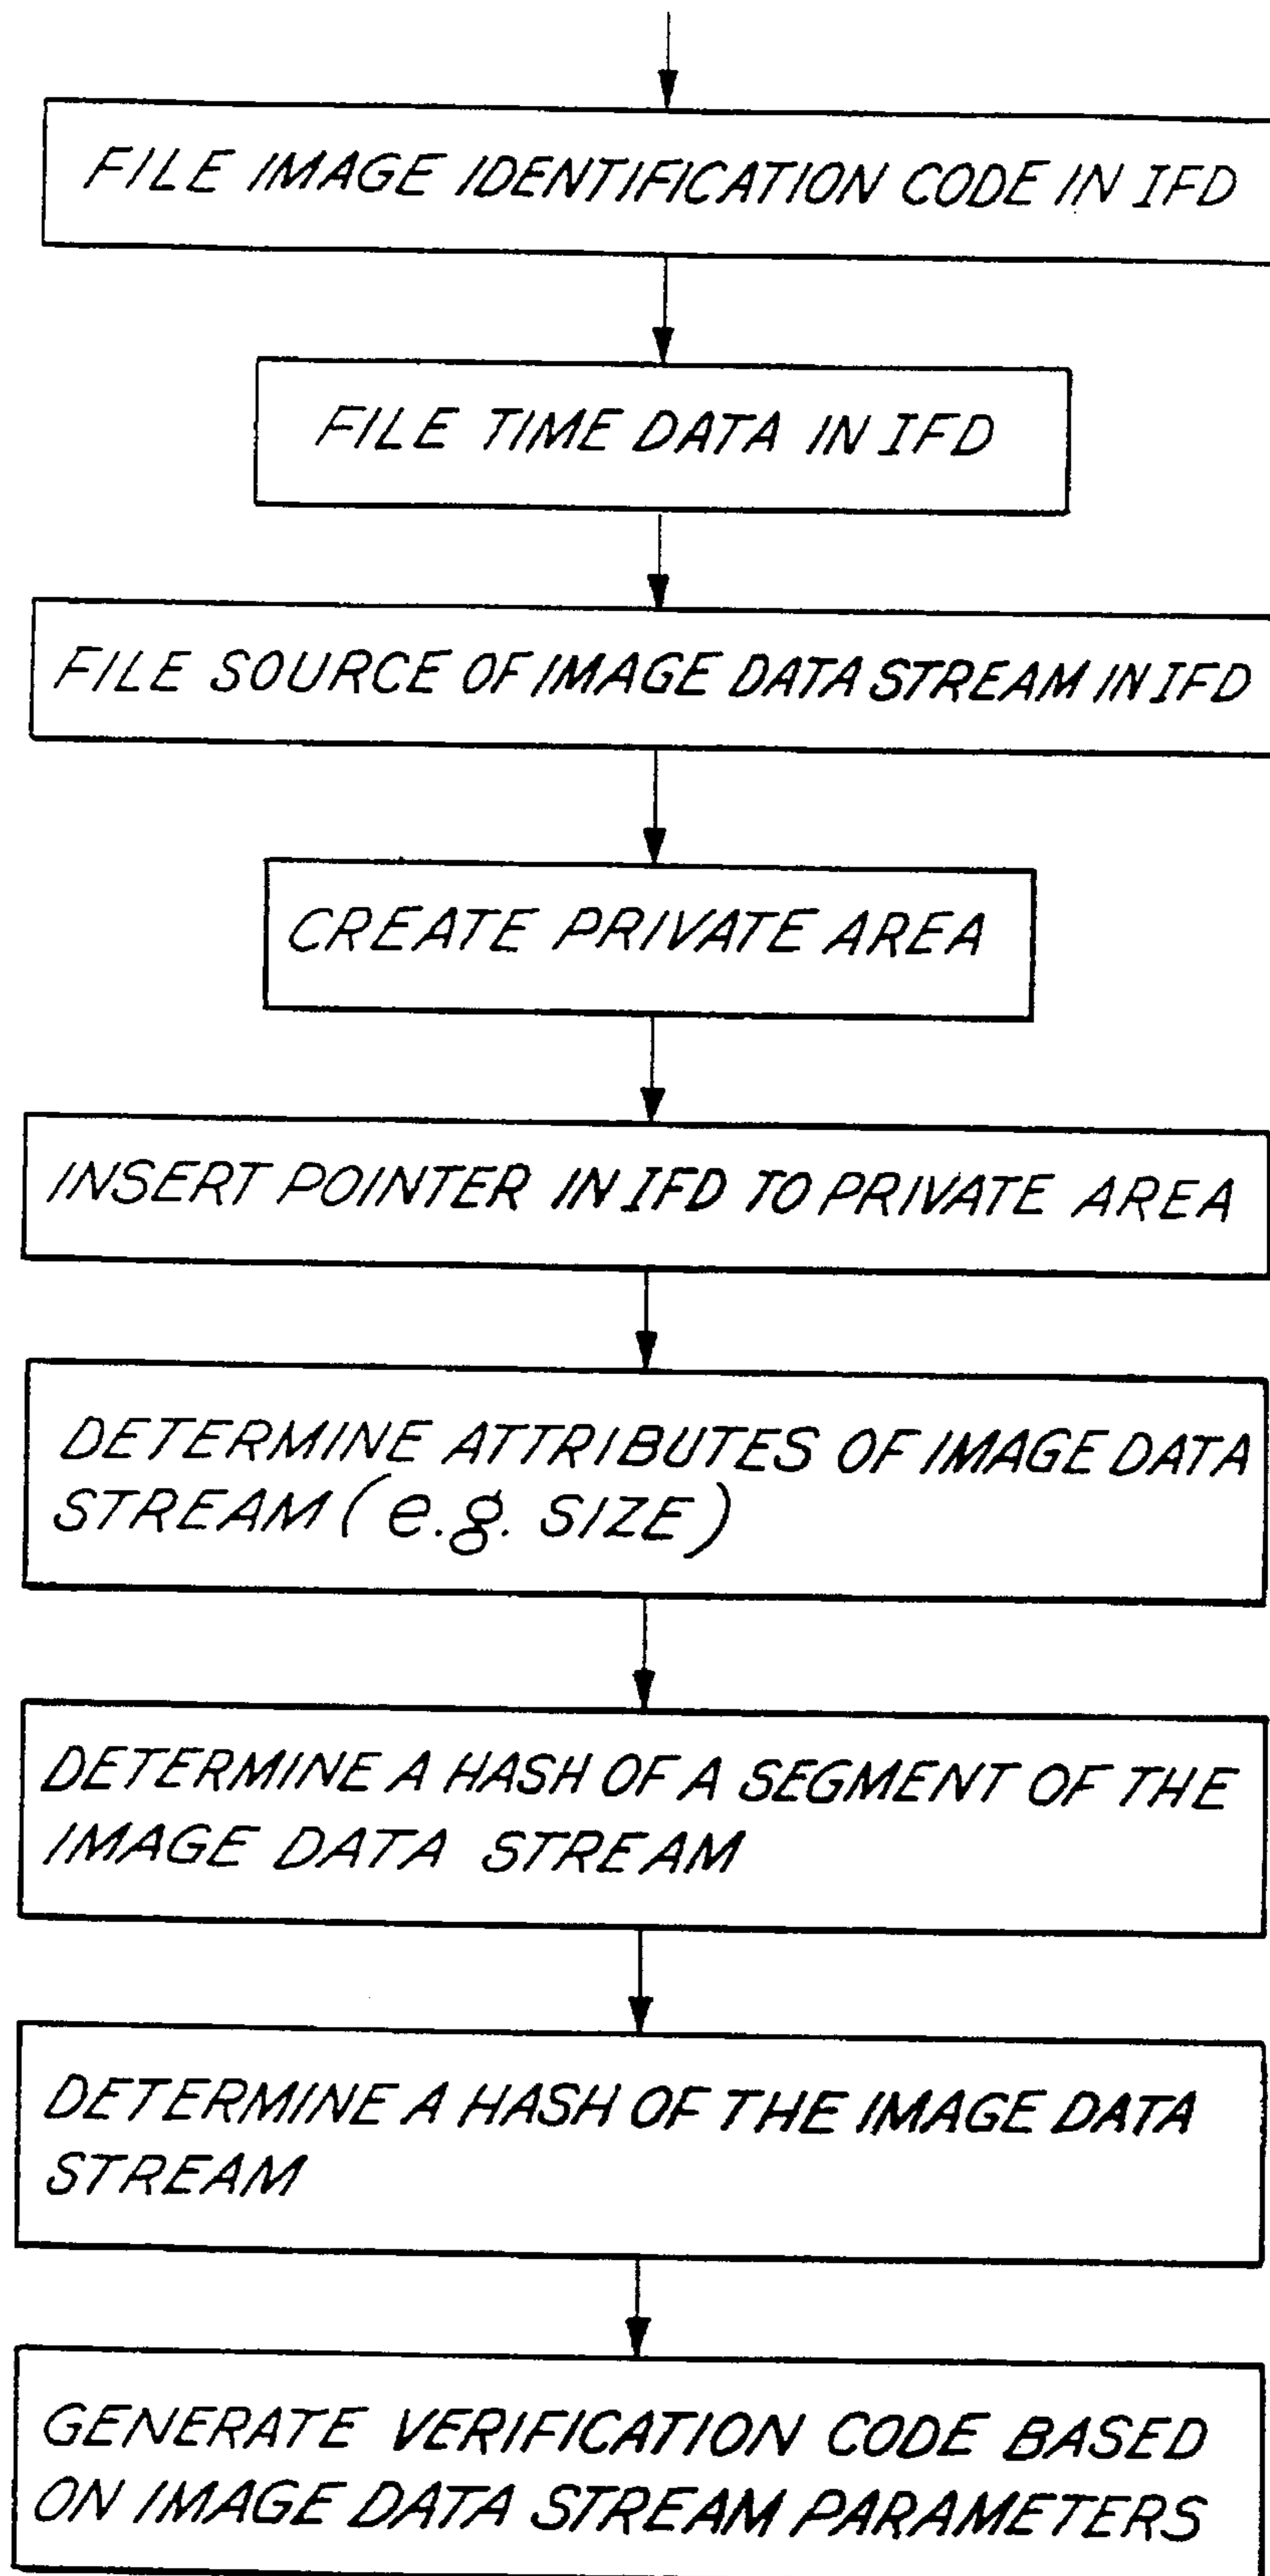 FILE IMAGE IDENTIFICATION CODE IN IFD
FILE TIME DATA IN IFD
FILE SOURCE OF IMAGE DATA STREAM IN IFD
CREATE PRIVATE AREA
INSERT POINTER IN IFD TO PRIVATE AREA
DETERMINE ATTRIBUTES OF IMAGE DATA
STREAM (e.g. SIZE)
DETERMINE A HASH OF A SEGMENT OF THE
IMAGE DATA STREAM
DETERMINE A HASH OF THE IMAGE DATA
STREAM
GENERATE VERIFICATION CODE BASED
ON IMAGE DATA STREAM PARAMETERS